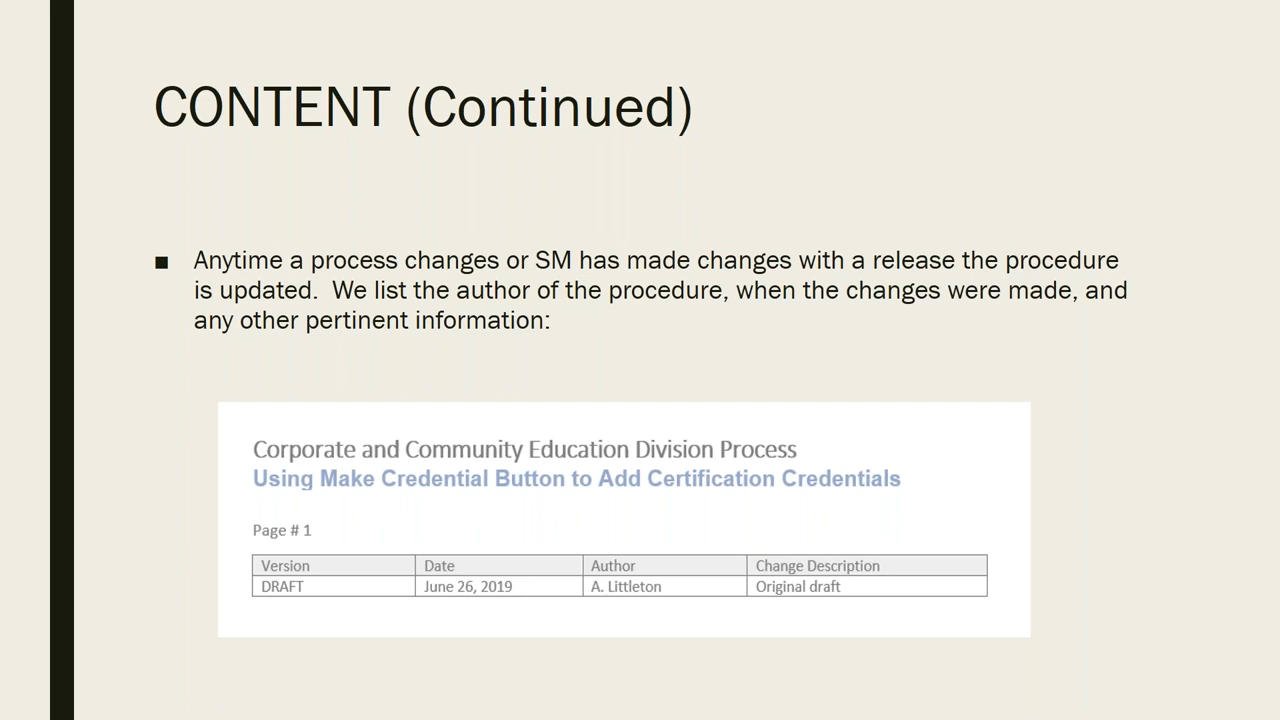 CONTENT (Continued)
■ Anytime a process changes or SM has made changes with a release the procedure
is updated.  We list the author of the procedure, when the changes were made, and
any other pertinent information:
Corporate and Community Education Division Process
Using Make Credential Button to Add Certification Credentials
Page # 1
Version Date Author Change Description
DRAFT June 26, 2019 A. Littleton Original draft